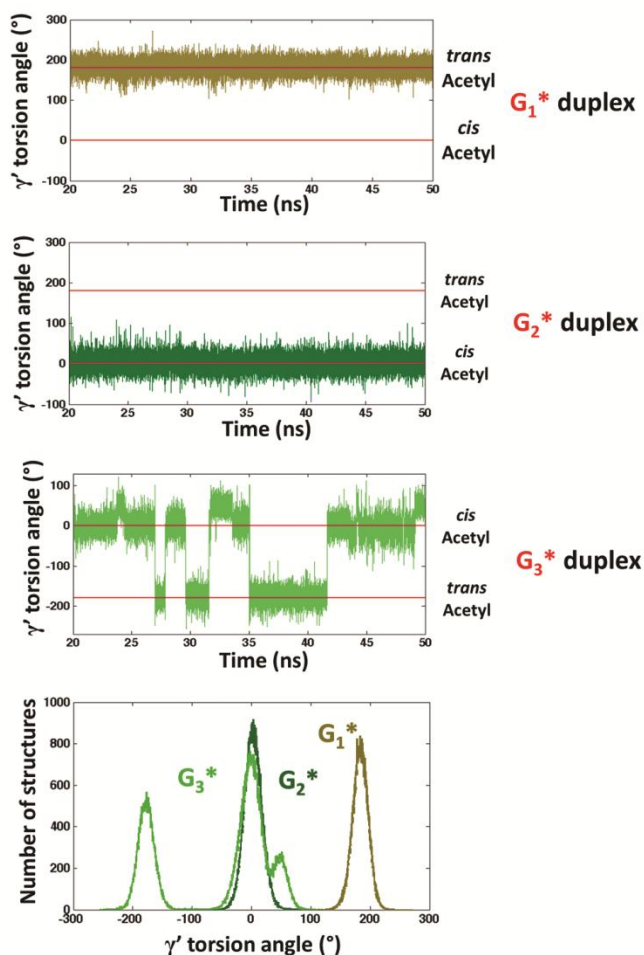 300
200
100
0
-100
γ' torsion angle (°)
20 25 30 35 40 45 50
Time (ns)
trans
Acetyl
cis
Acetyl
G₁* duplex
300
200
100
0
-100
γ' torsion angle (°)
20 25 30 35 40 45 50
Time (ns)
trans
Acetyl
cis
Acetyl
G₂* duplex
100
0
-100
-200
γ' torsion angle (°)
20 25 30 35 40 45 50
Time (ns)
cis
Acetyl
trans
Acetyl
G₃* duplex
1000
800
600
400
200
0
Number of structures
G₃*
G₂*
G₁*
-300 -200 -100 0 100 200 300
γ' torsion angle (°)